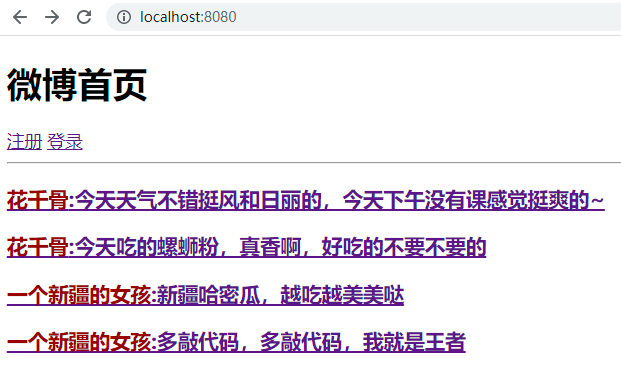 localhost:8080
微博首页
注册 登录
花千骨:今天天气不错挺风和日丽的，今天下午没有课感觉挺爽的~
花千骨:今天吃的螺蛳粉，真香啊，好吃的不要不要的
一个新疆的女孩:新疆哈密瓜，越吃越美美哒
一个新疆的女孩:多敲代码，多敲代码，我就是王者